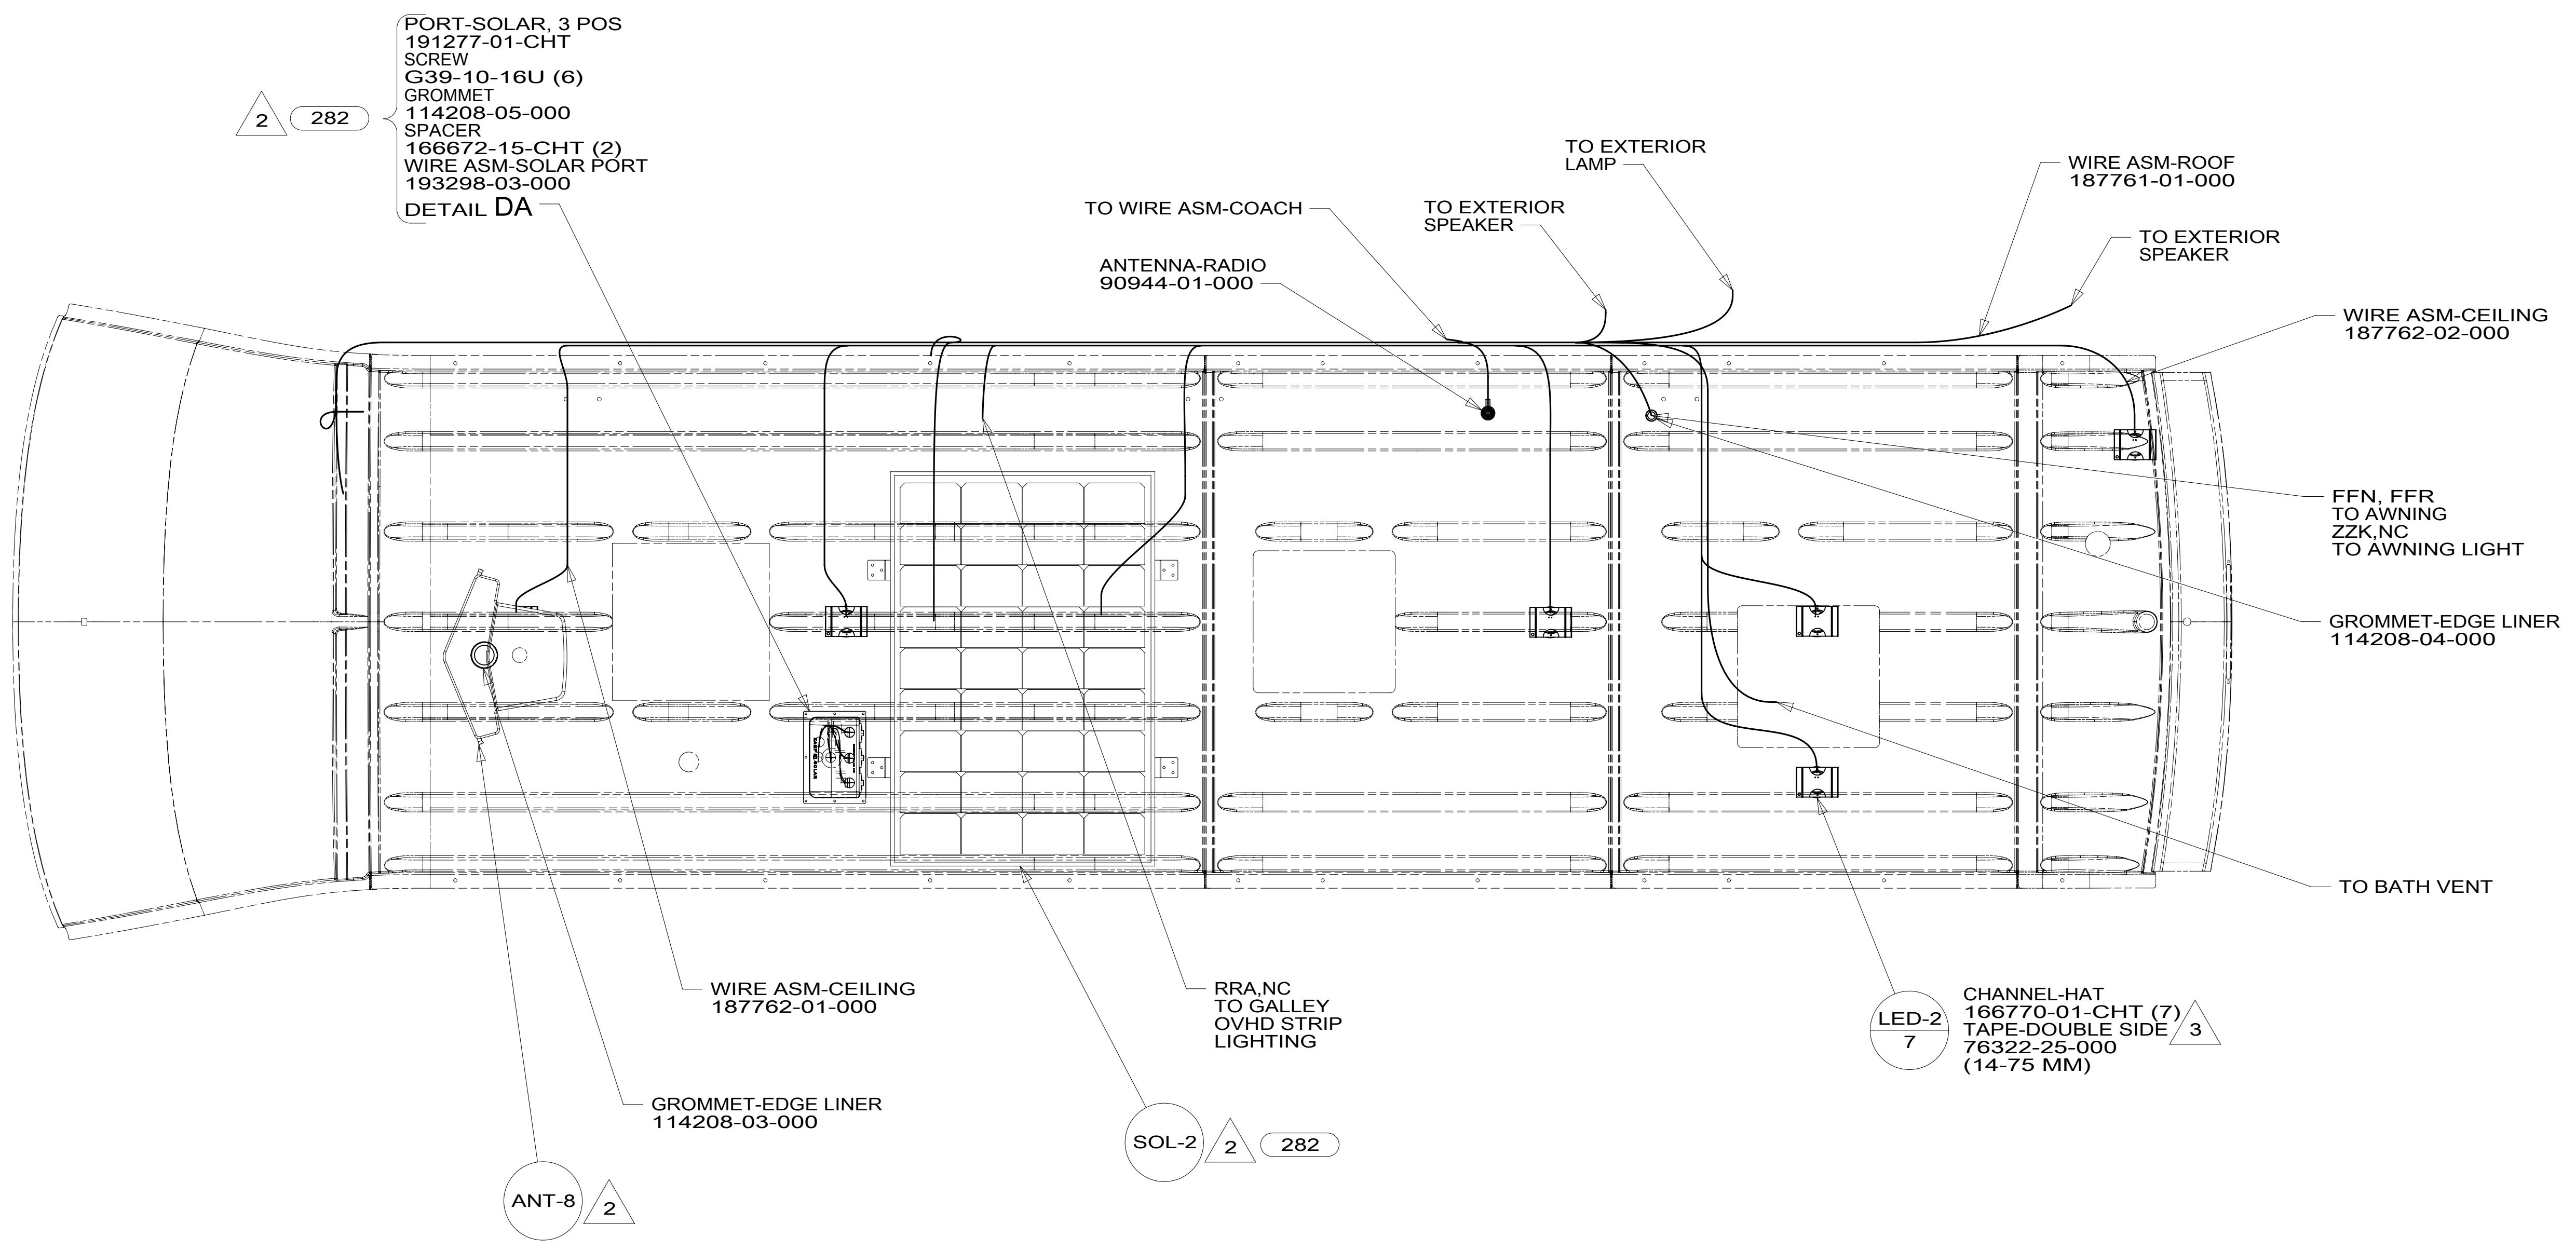 PORT-SOLAR, 3 POS
191277-01-CHT
SCREW
G39-10-16U (6)
GROMMET
114208-05-000
SPACER
166672-15-CHT (2)
WIRE ASM-SOLAR PORT
193298-03-000
DETAIL DA
2
282
TO EXTERIOR
LAMP
WIRE ASM-ROOF
187761-01-000
TO WIRE ASM-COACH
TO EXTERIOR
SPEAKER
TO EXTERIOR
SPEAKER
ANTENNA-RADIO
90944-01-000
WIRE ASM-CEILING
187762-02-000
FFN, FFR
TO AWNING
ZZK,NC
TO AWNING LIGHT
GROMMET-EDGE LINER
114208-04-000
SOLAR
TO BATH VENT
WIRE ASM-CEILING
187762-01-000
RRA,NC
TO GALLEY
OVHD STRIP
LIGHTING
LED-2
7
CHANNEL-HAT
166770-01-CHT (7)
TAPE-DOUBLE SIDE
76322-25-000
(14-75 MM)
3
GROMMET-EDGE LINER
114208-03-000
SOL-2
2
282
ANT-8
2